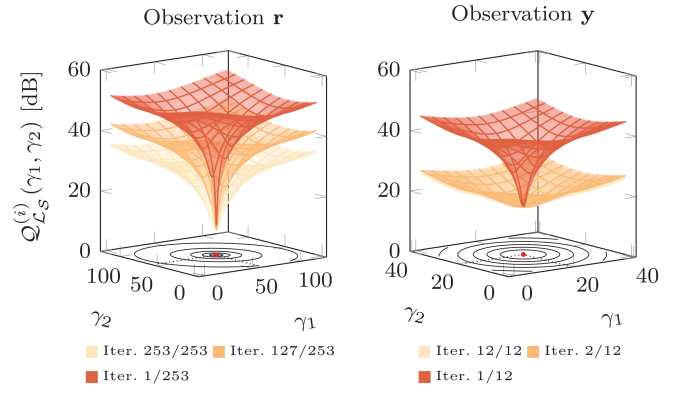 Observation r
Observation y
𝒬_{ℒ_𝒮}^{(i)} (γ₁, γ₂) [dB]
60
40
20
0
100
50
0
0
50
100
γ₂
γ₁
60
40
20
0
40
20
0
0
20
40
γ₂
γ₁
Iter. 253/253 Iter. 127/253
Iter. 1/253
Iter. 12/12 Iter. 2/12
Iter. 1/12